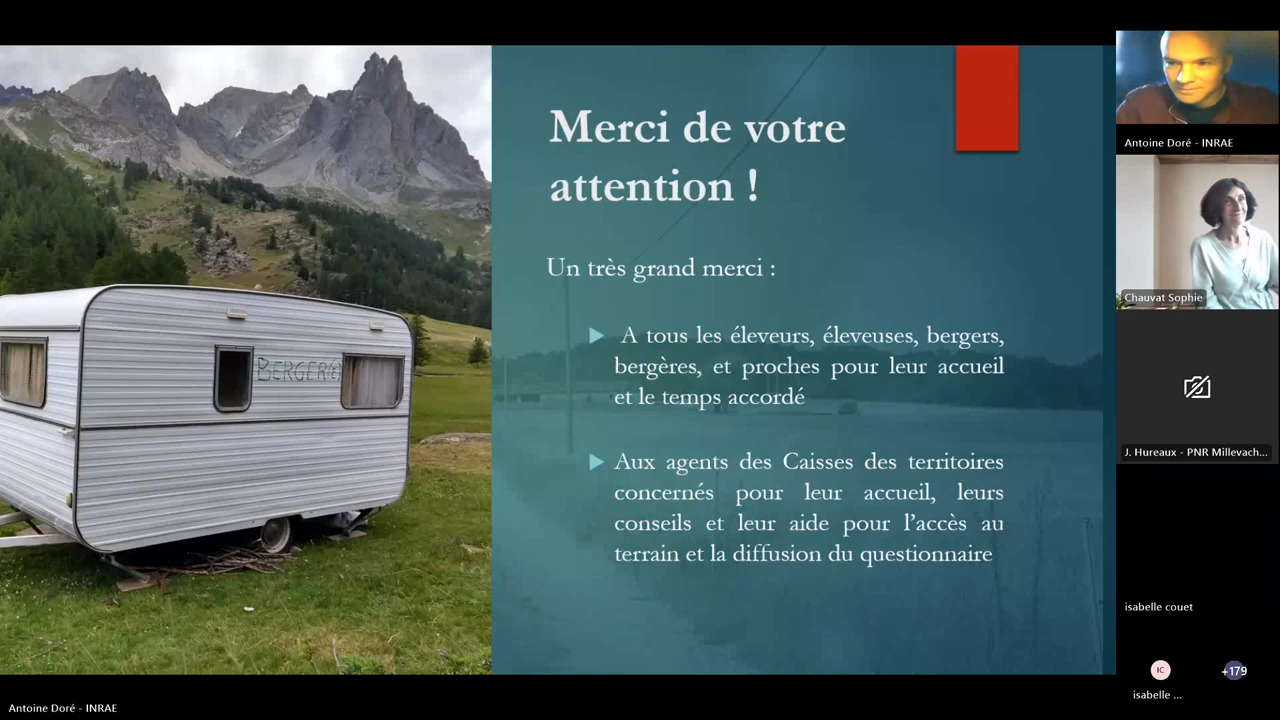 BERGER(E)
Merci de votre
attention !
Un très grand merci :
A tous les éleveurs, éleveuses, bergers,
bergères, et proches pour leur accueil
et le temps accordé
Aux agents des Caisses des territoires
concernés pour leur accueil, leurs
conseils et leur aide pour l'accès au
terrain et la diffusion du questionnaire
Antoine Doré - INRAE
Chauvat Sophie
J. Hureaux - PNR Millevach...
isabelle couet
IC
+179
isabelle ...
Antoine Doré - INRAE